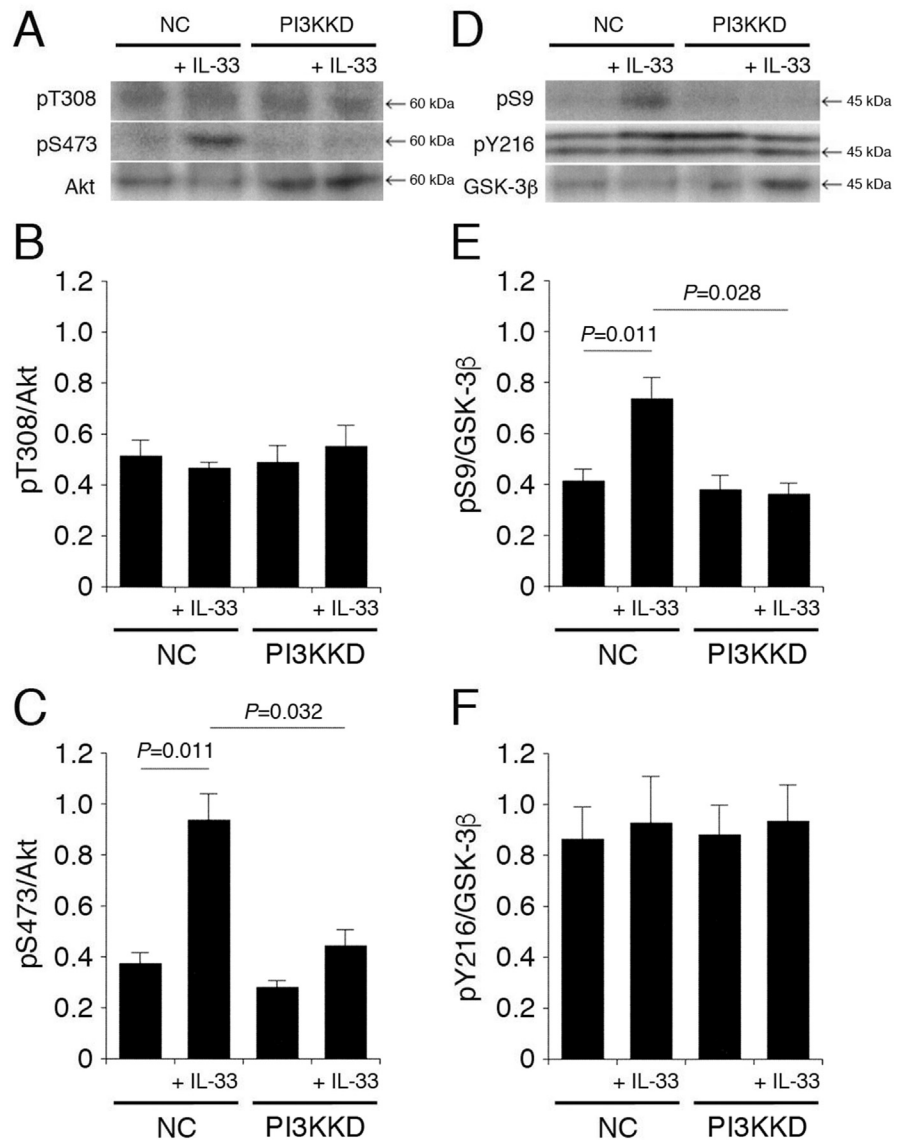 A
NC PI3KKD
+ IL-33 + IL-33
pT308 ← 60 kDa
pS473 ← 60 kDa
Akt ← 60 kDa
D
NC PI3KKD
+ IL-33 + IL-33
pS9 ← 45 kDa
pY216 ← 45 kDa
GSK-3β ← 45 kDa
B
pT308/Akt
1.2
1.0
0.8
0.6
0.4
0.2
0
+ IL-33 + IL-33
NC PI3KKD
E
pS9/GSK-3β
1.2
1.0
0.8
0.6
0.4
0.2
0
P=0.028
P=0.011
+ IL-33 + IL-33
NC PI3KKD
C
pS473/Akt
1.2
1.0
0.8
0.6
0.4
0.2
0
P=0.032
P=0.011
+ IL-33 + IL-33
NC PI3KKD
F
pY216/GSK-3β
1.2
1.0
0.8
0.6
0.4
0.2
0
+ IL-33 + IL-33
NC PI3KKD